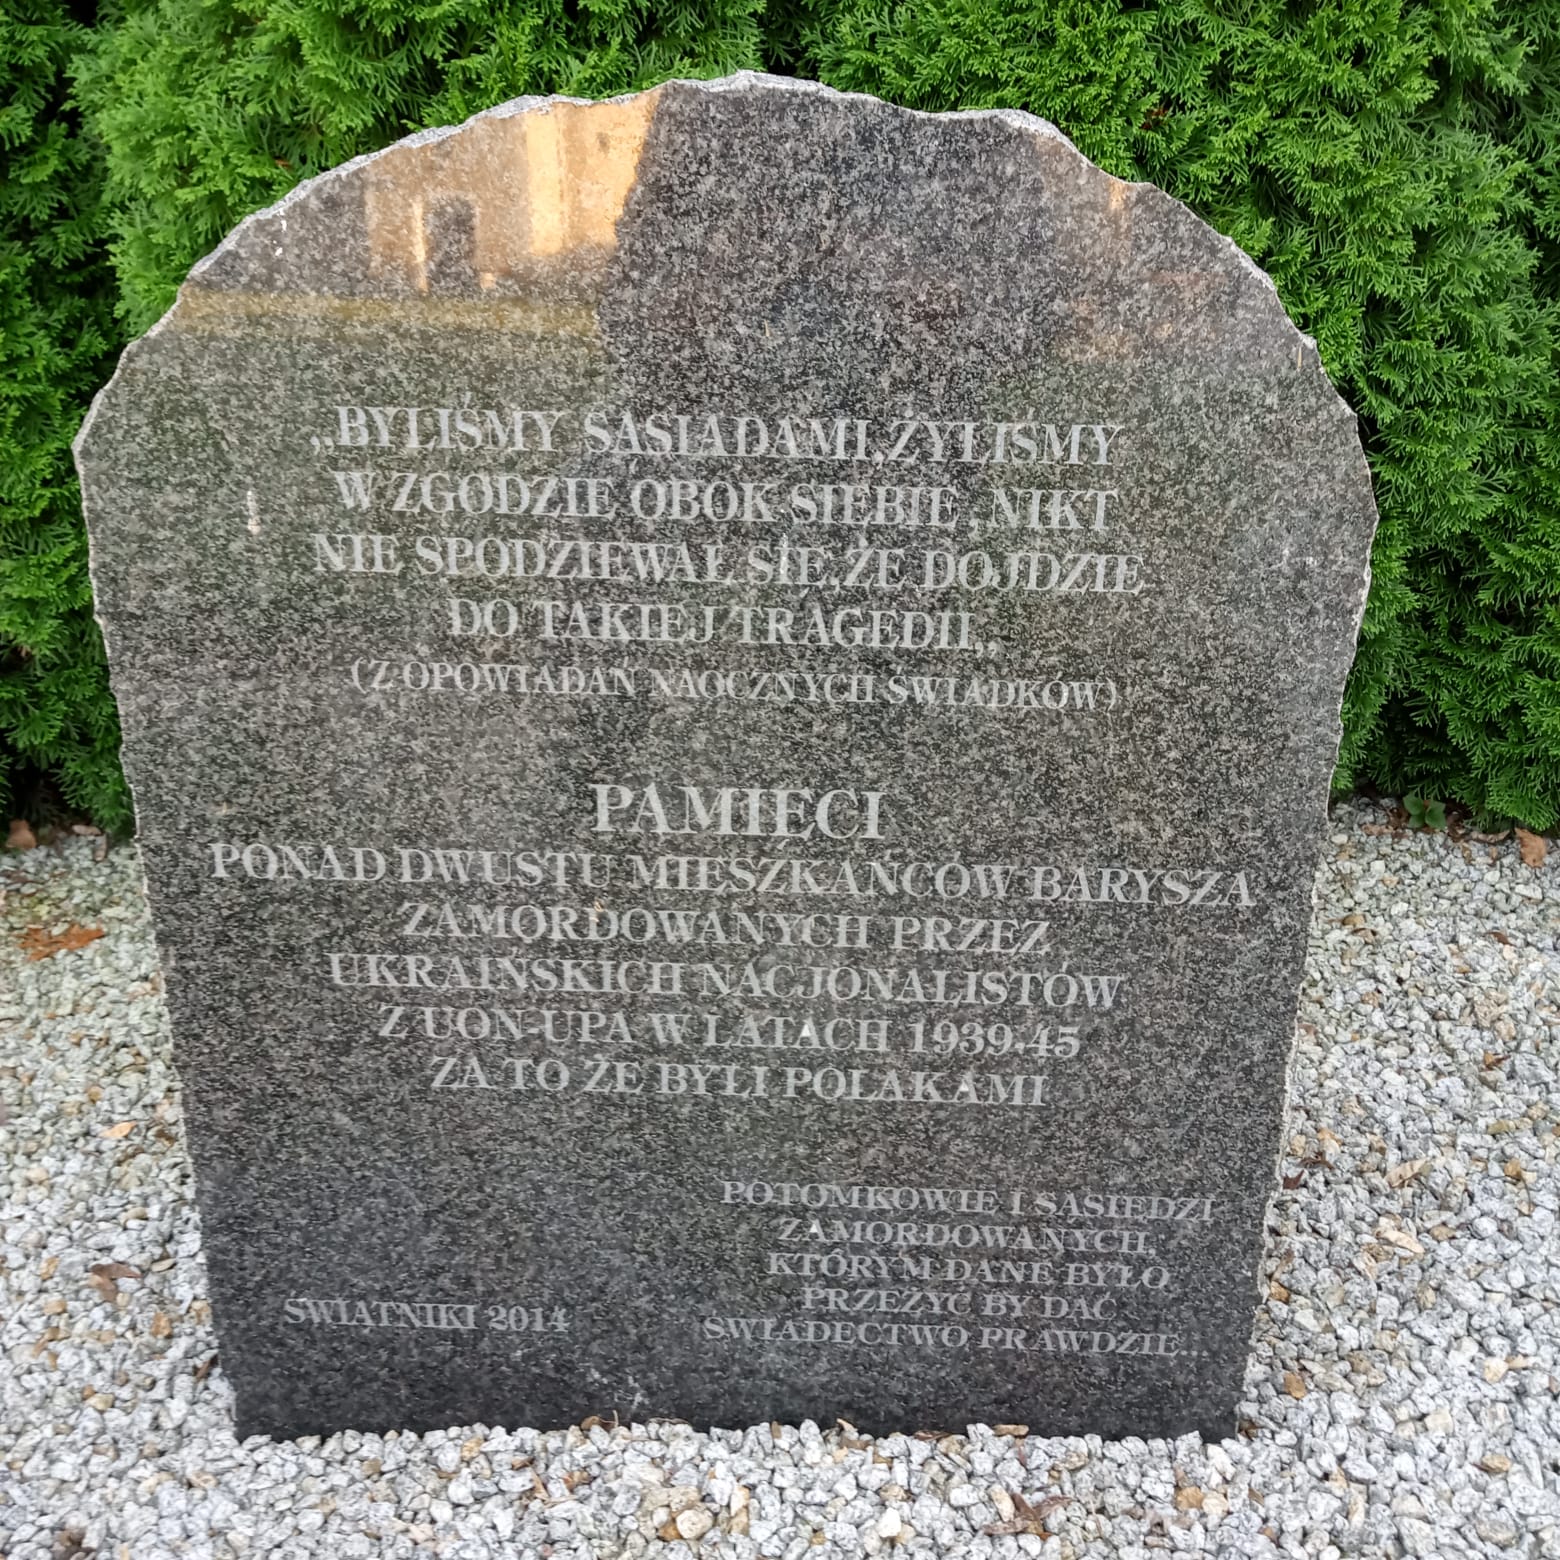 „BYLIŚMY SĄSIADAMI, ŻYLIŚMY
W ZGODZIE OBOK SIEBIE, NIKT
NIE SPODZIEWAŁ SIĘ, ŻE DOJDZIE
DO TAKIEJ TRAGEDII„
(Z OPOWIADAŃ NAOCZNYCH ŚWIADKÓW)
PAMIĘCI
PONAD DWUSTU MIESZKAŃCÓW BARYSZA
ZAMORDOWANYCH PRZEZ
UKRAIŃSKICH NACJONALISTÓW
Z UON-UPA W LATACH 1939-45
ZA TO ŻE BYLI POLAKAMI
POTOMKOWIE I SĄSIEDZI
ZAMORDOWANYCH,
KTÓRYM DANE BYŁO
PRZEŻYĆ BY DAĆ
ŚWIADECTWO PRAWDZIE...
ŚWIĄTNIKI 2014